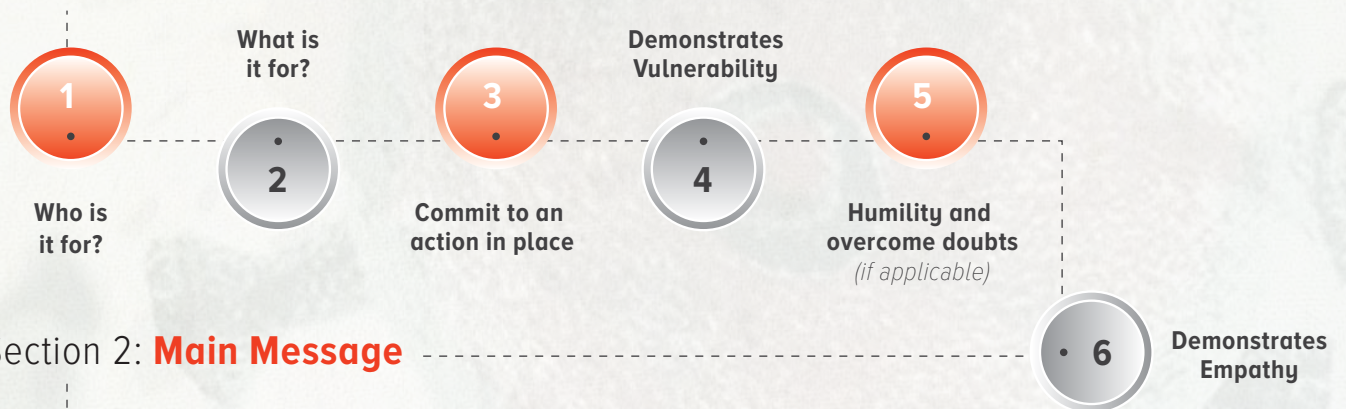 1
Who is
it for?
What is
it for?
2
3
Commit to an
action in place
Demonstrates
Vulnerability
4
5
Humility and
overcome doubts
(if applicable)
6
Demonstrates
Empathy
Section 2: Main Message